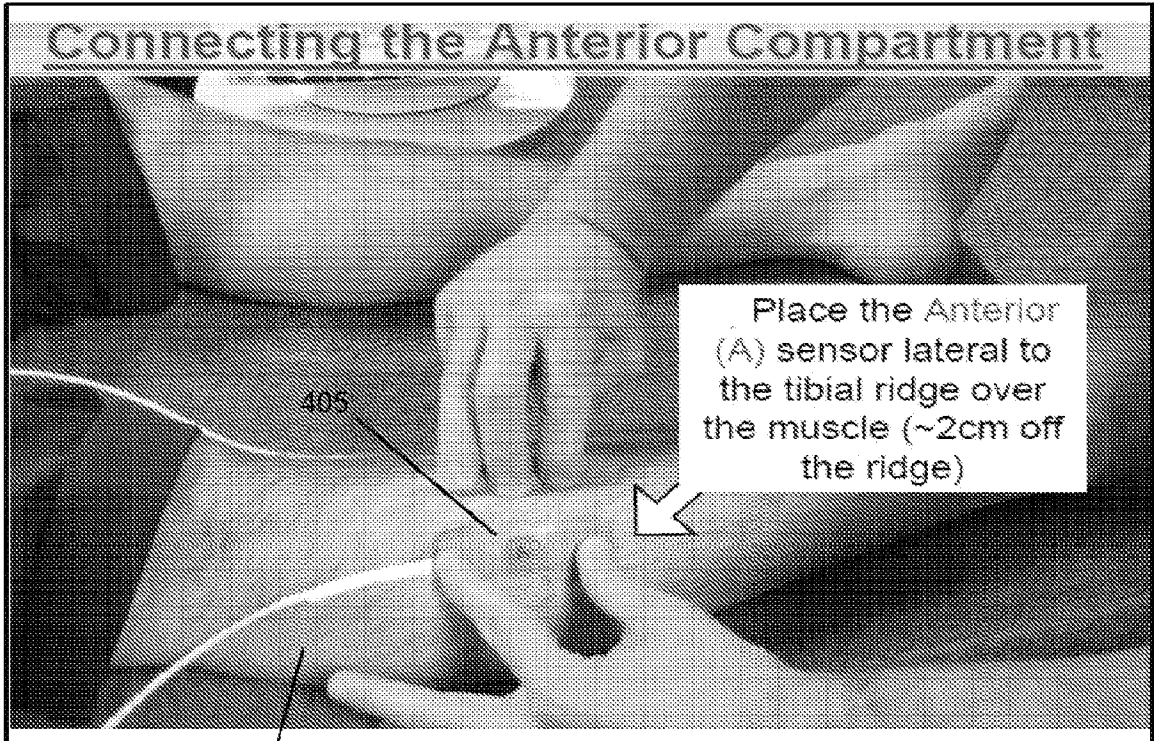 Connecting the Anterior Compartment
Place the Anterior
(A) sensor lateral to
the tibial ridge over
the muscle (~2cm off
the ridge)
405